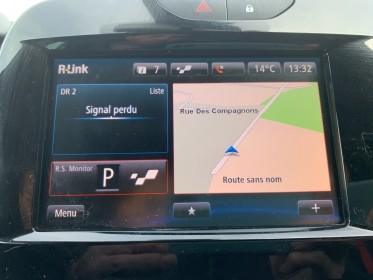 R-Link
7
14°C
13:32
DR 2
Liste
Signal perdu
Rue Des Compagnons
R.S. Monitor
P
Route sans nom
Menu
+